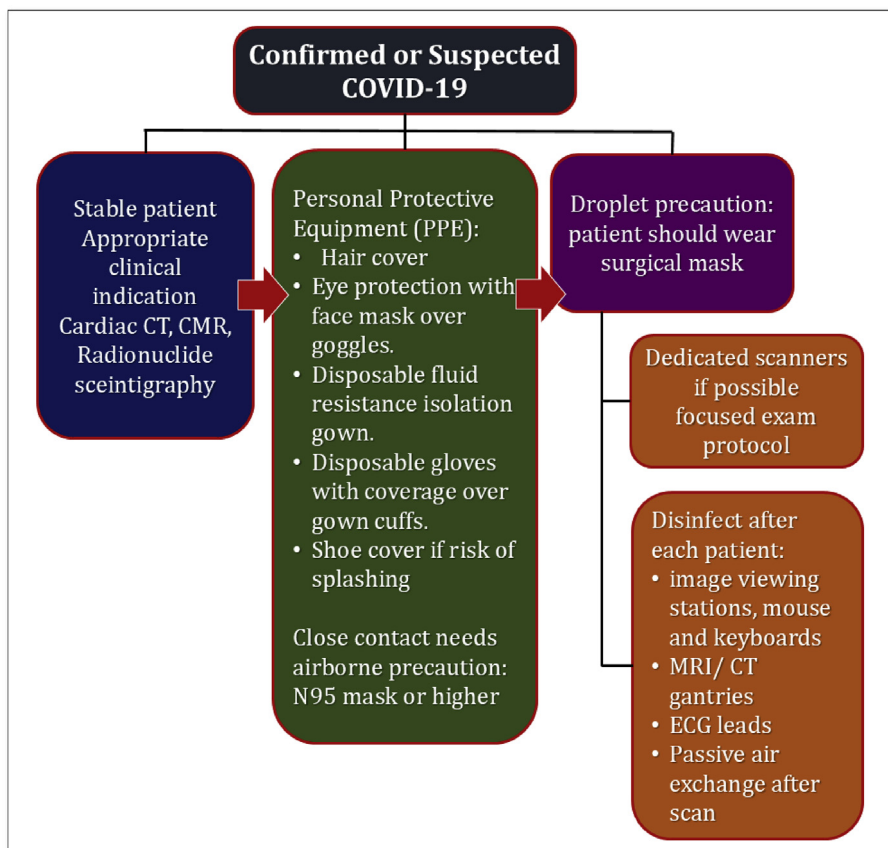 Confirmed or Suspected
COVID-19
Stable patient
Appropriate
clinical
indication
Cardiac CT, CMR,
Radionuclide
sceintigraphy
Personal Protective
Equipment (PPE):
• Hair cover
• Eye protection with
face mask over
goggles.
• Disposable fluid
resistance isolation
gown.
• Disposable gloves
with coverage over
gown cuffs.
• Shoe cover if risk of
splashing
Close contact needs
airborne precaution:
N95 mask or higher
Droplet precaution:
patient should wear
surgical mask
Dedicated scanners
if possible
focused exam
protocol
Disinfect after
each patient:
• image viewing
stations, mouse
and keyboards
• MRI/ CT
gantries
• ECG leads
• Passive air
exchange after
scan